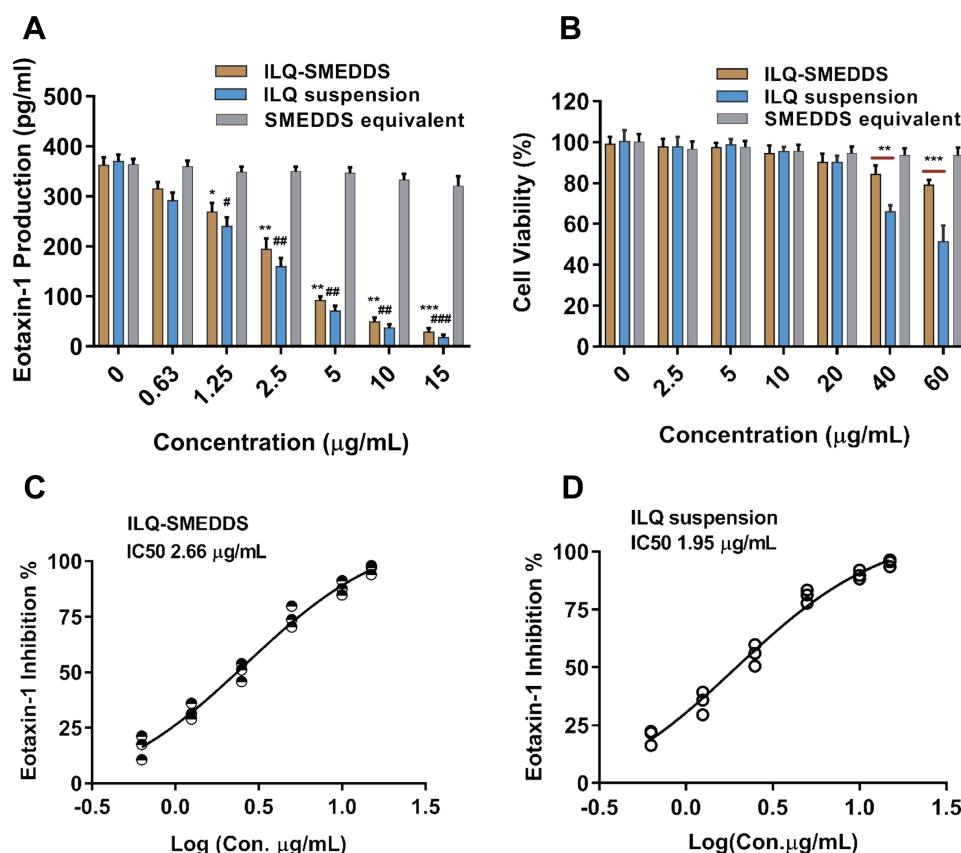 A
ILQ-SMEDDS
ILQ suspension
SMEDDS equivalent
Eotaxin-1 Production (pg/ml)
500
400
300
200
100
0
* #
** ##
** ##
** ##
***
###
0 0.63 1.25 2.5 5 10 15
Concentration (μg/mL)
B
ILQ-SMEDDS
ILQ suspension
SMEDDS equivalent
Cell Viability (%)
120
100
80
60
40
20
0
**
***
0 2.5 5 10 20 40 60
Concentration (μg/mL)
C
ILQ-SMEDDS
IC50 2.66 μg/mL
Eotaxin-1 Inhibition %
100
75
50
25
0
-0.5 0.0 0.5 1.0 1.5
Log (Con. μg/mL)
D
ILQ suspension
IC50 1.95 μg/mL
Eotaxin-1 Inhibition %
100
75
50
25
0
-0.5 0.0 0.5 1.0 1.5
Log(Con.μg/mL)